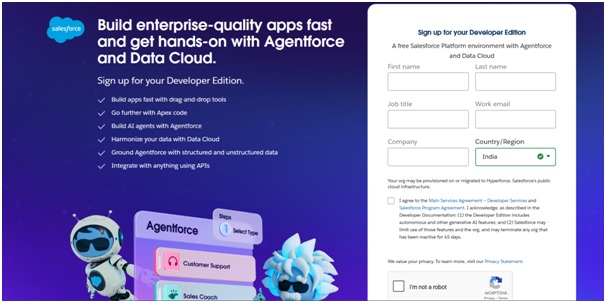 salesforce
Build enterprise-quality apps fast
and get hands-on with Agentforce
and Data Cloud.
Sign up for your Developer Edition.
Build apps fast with drag-and-drop tools
Go further with Apex code
Build AI agents with Agentforce
Harmonize your data with Data Cloud
Ground Agentforce with structured and unstructured data
Integrate with anything using APIs
Agentforce
Steps
1 Select Type
Customer Support
Sales Coach
Sign up for your Developer Edition
A free Salesforce Platform environment with Agentforce
and Data Cloud
First name
Last name
Job title
Work email
Company
Country/Region
India
Your org may be provisioned on or migrated to Hyperforce, Salesforce's public
cloud infrastructure.
I agree to the Main Services Agreement – Developer Services and
Salesforce Program Agreement. I acknowledge, as described in the
Developer Documentation: (1) the Developer Edition includes
autonomous and other generative AI features; and (2) Salesforce may
limit use of those features and the org, and may terminate any org that
has been inactive for 45 days.
We value your privacy. To learn more, visit our Privacy Statement.
I'm not a robot
reCAPTCHA
Privacy - Terms